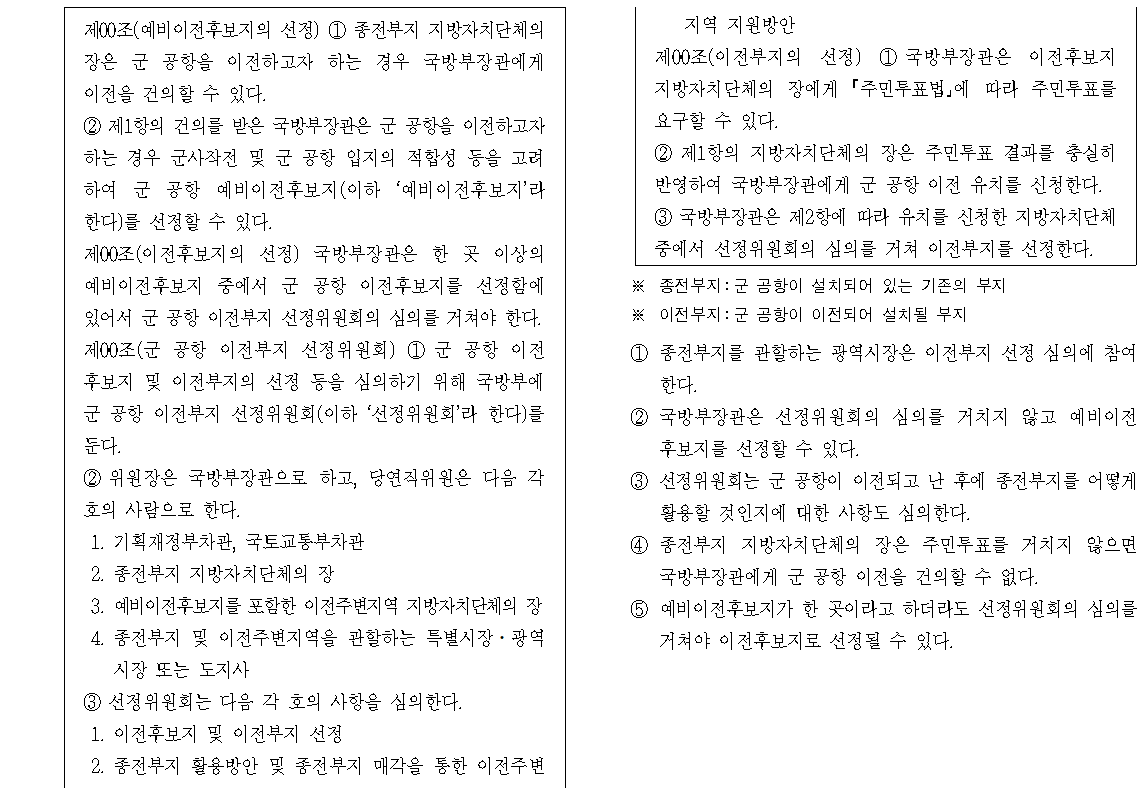 제00조(예비이전후보지의 선정) ① 종전부지 지방자치단체의
장은 군 공항을 이전하고자 하는 경우 국방부장관에게
이전을 건의할 수 있다.
② 제1항의 건의를 받은 국방부장관은 군 공항을 이전하고자
하는 경우 군사작전 및 군 공항 입지의 적합성 등을 고려
하여 군 공항 예비이전후보지(이하 ‘예비이전후보지’라
한다)를 선정할 수 있다.
제00조(이전후보지의 선정) 국방부장관은 한 곳 이상의
예비이전후보지 중에서 군 공항 이전후보지를 선정함에
있어서 군 공항 이전부지 선정위원회의 심의를 거쳐야 한다.
제00조(군 공항 이전부지 선정위원회) ① 군 공항 이전
후보지 및 이전부지의 선정 등을 심의하기 위해 국방부에
군 공항 이전부지 선정위원회(이하 ‘선정위원회’라 한다)를
둔다.
② 위원장은 국방부장관으로 하고, 당연직위원은 다음 각
호의 사람으로 한다.
1. 기획재정부차관, 국토교통부차관
2. 종전부지 지방자치단체의 장
3. 예비이전후보지를 포함한 이전주변지역 지방자치단체의 장
4. 종전부지 및 이전주변지역을 관할하는 특별시장·광역
시장 또는 도지사
③ 선정위원회는 다음 각 호의 사항을 심의한다.
1. 이전후보지 및 이전부지 선정
2. 종전부지 활용방안 및 종전부지 매각을 통한 이전주변
지역 지원방안
제00조(이전부지의 선정) ① 국방부장관은 이전후보지
지방자치단체의 장에게 「주민투표법」에 따라 주민투표를
요구할 수 있다.
② 제1항의 지방자치단체의 장은 주민투표 결과를 충실히
반영하여 국방부장관에게 군 공항 이전 유치를 신청한다.
③ 국방부장관은 제2항에 따라 유치를 신청한 지방자치단체
중에서 선정위원회의 심의를 거쳐 이전부지를 선정한다.
※ 종전부지:군 공항이 설치되어 있는 기존의 부지
※ 이전부지:군 공항이 이전되어 설치될 부지
① 종전부지를 관할하는 광역시장은 이전부지 선정 심의에 참여
한다.
② 국방부장관은 선정위원회의 심의를 거치지 않고 예비이전
후보지를 선정할 수 있다.
③ 선정위원회는 군 공항이 이전되고 난 후에 종전부지를 어떻게
활용할 것인지에 대한 사항도 심의한다.
④ 종전부지 지방자치단체의 장은 주민투표를 거치지 않으면
국방부장관에게 군 공항 이전을 건의할 수 없다.
⑤ 예비이전후보지가 한 곳이라고 하더라도 선정위원회의 심의를
거쳐야 이전후보지로 선정될 수 있다.